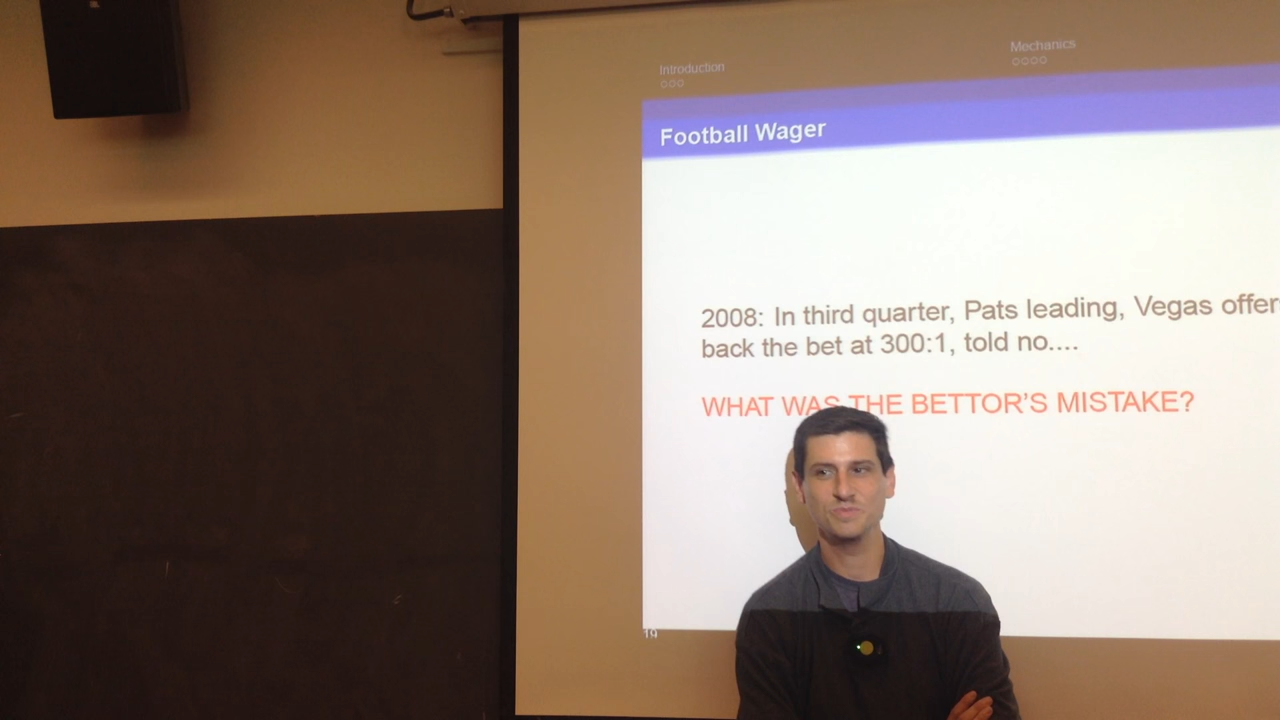 Introduction
Mechanics
Football Wager
2008: In third quarter, Pats leading, Vegas offer
back the bet at 300:1, told no....
WHAT WAS THE BETTOR'S MISTAKE?
19